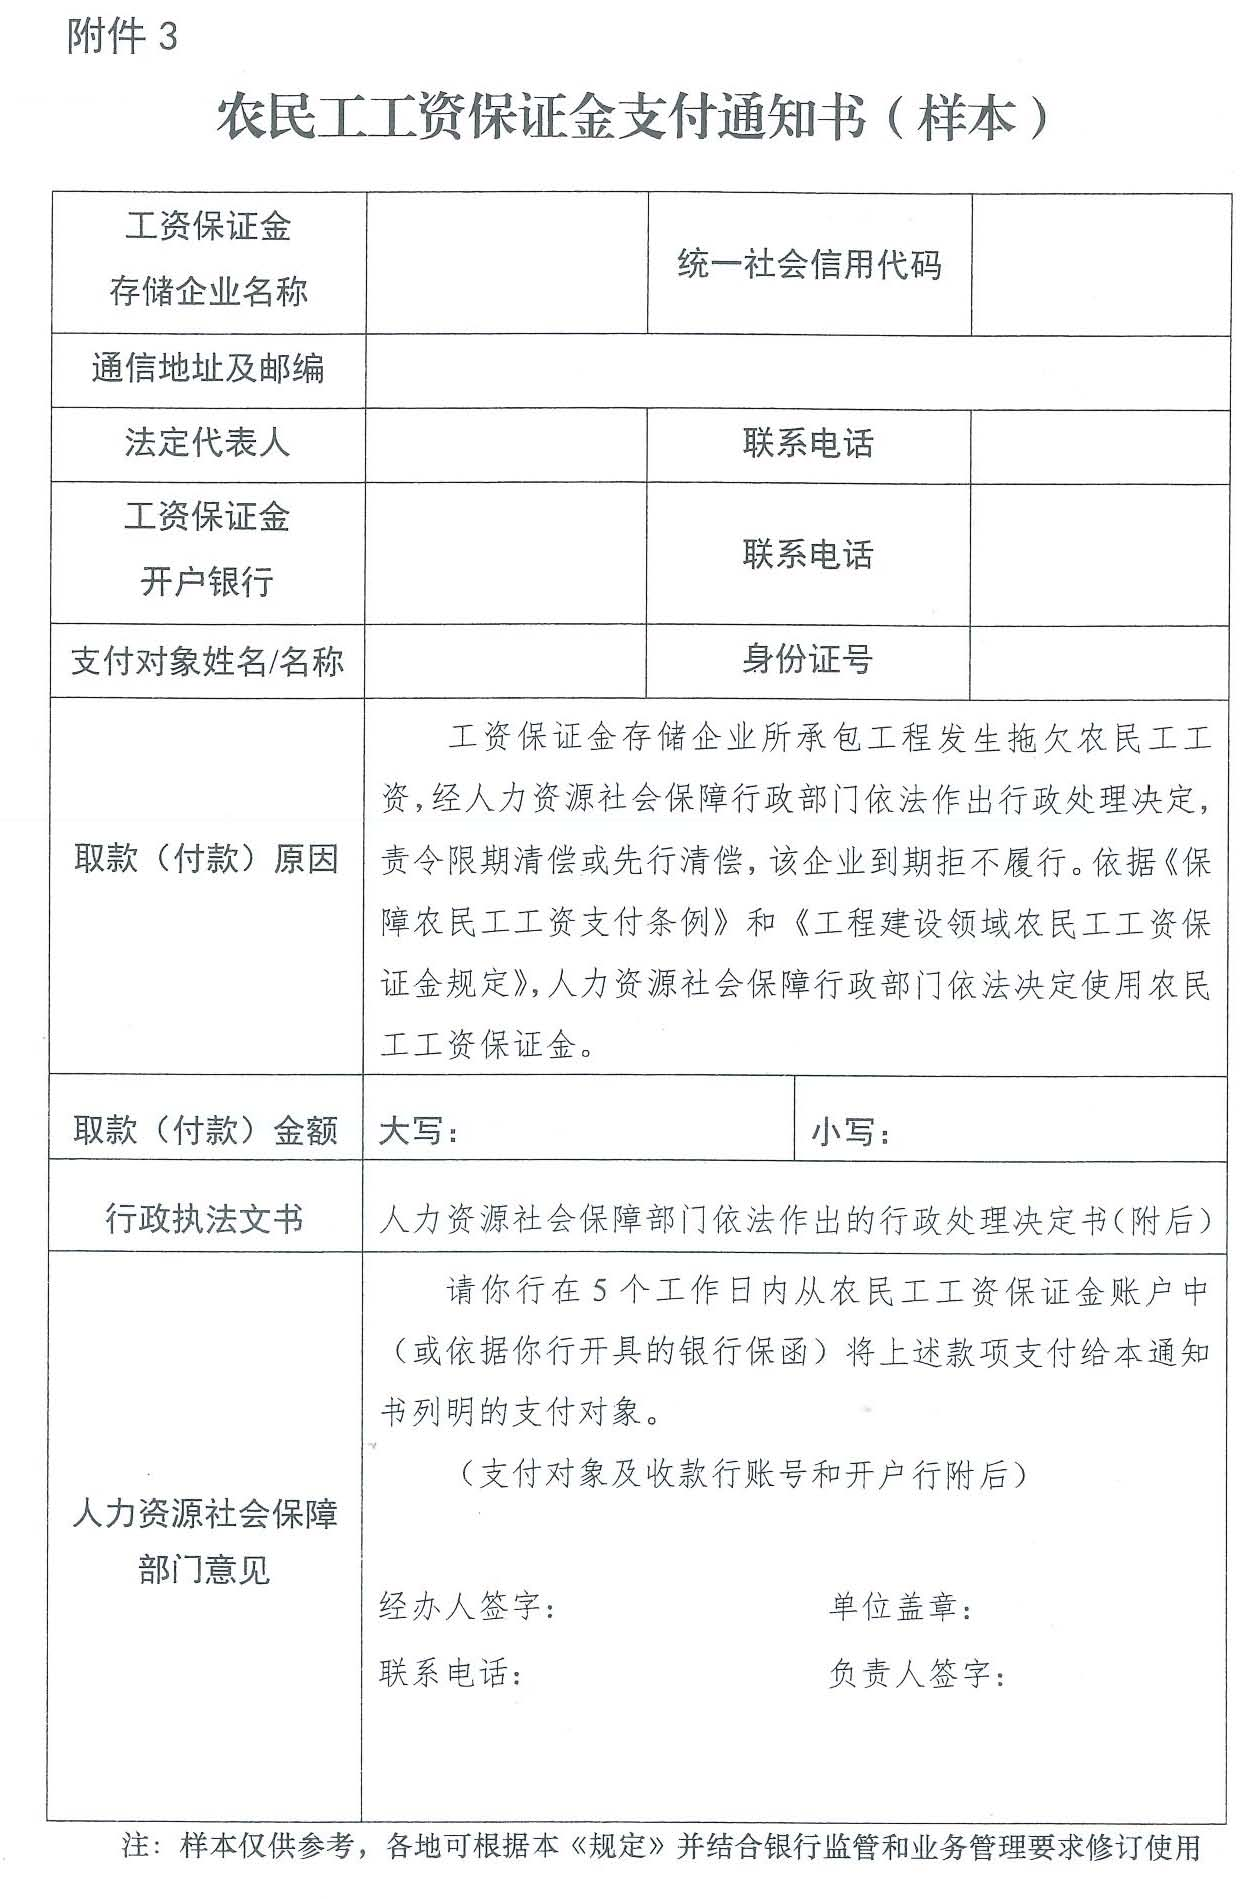 附件 3
农民工工资保证金支付通知书（样本）
工资保证金
存储企业名称
统一社会信用代码
通信地址及邮编
法定代表人
联系电话
工资保证金
开户银行
联系电话
支付对象姓名/名称
身份证号
取款（付款）原因
工资保证金存储企业所承包工程发生拖欠农民工工
资，经人力资源社会保障行政部门依法作出行政处理决定，
责令限期清偿或先行清偿，该企业到期拒不履行。依据《保
障农民工工资支付条例》和《工程建设领域农民工工资保
证金规定》，人力资源社会保障行政部门依法决定使用农民
工工资保证金。
取款（付款）金额
大写：
小写：
行政执法文书
人力资源社会保障部门依法作出的行政处理决定书（附后）
人力资源社会保障
部门意见
请你行在 5 个工作日内从农民工工资保证金账户中
（或依据你行开具的银行保函）将上述款项支付给本通知
书列明的支付对象。
（支付对象及收款行账号和开户行附后）
经办人签字：
单位盖章：
联系电话：
负责人签字：
注：样本仅供参考，各地可根据本《规定》并结合银行监管和业务管理要求修订使用